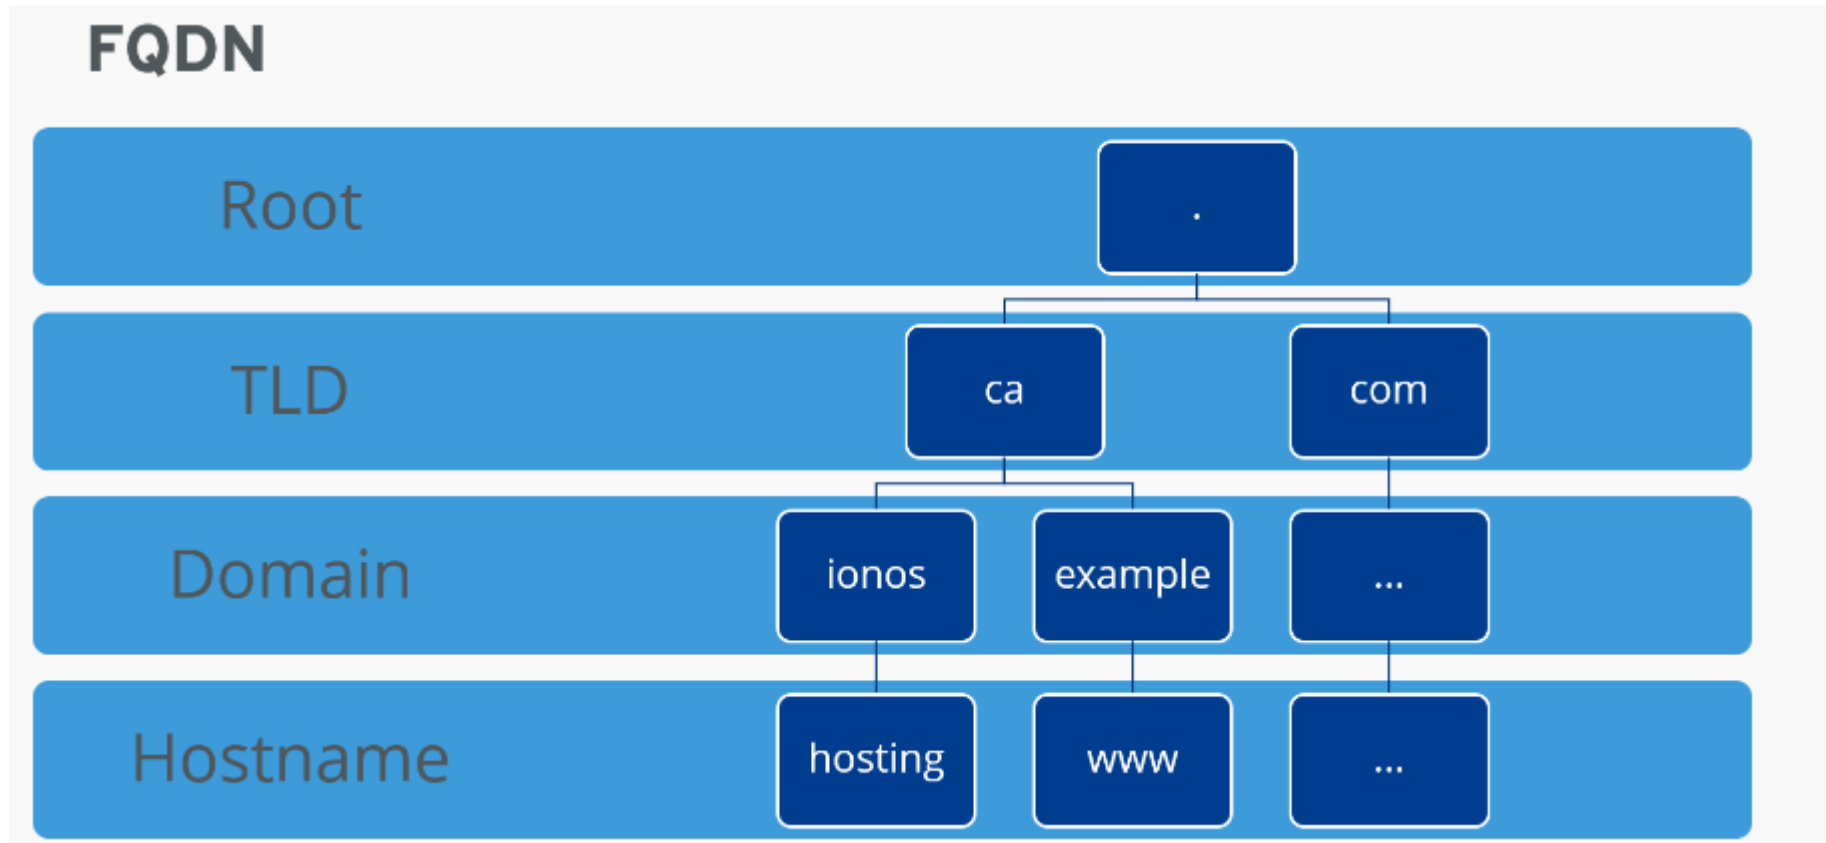 FQDN
Root
.
TLD
ca
com
Domain
ionos
example
...
Hostname
hosting
www
...